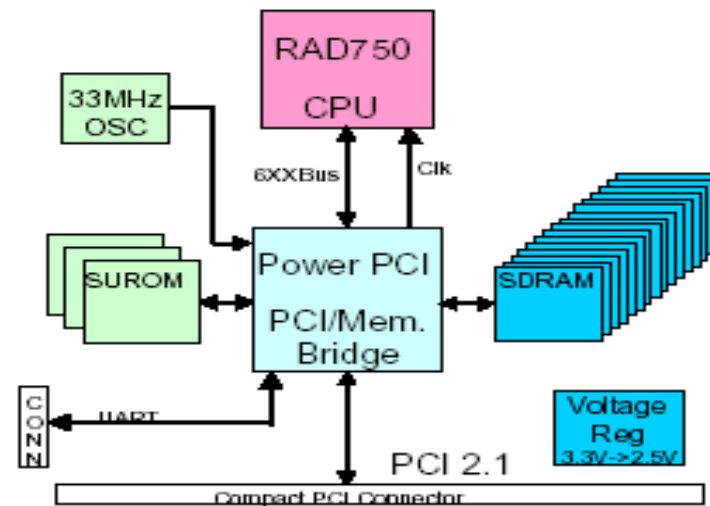 RAD750
CPU
33MHz
OSC
6XXBus
Clk
Power PCI
PCI/Mem.
Bridge
SUROM
SDRAM
CONN
UART
Voltage
Reg
3.3V->2.5V
PCI 2.1
Compact PCI Connector